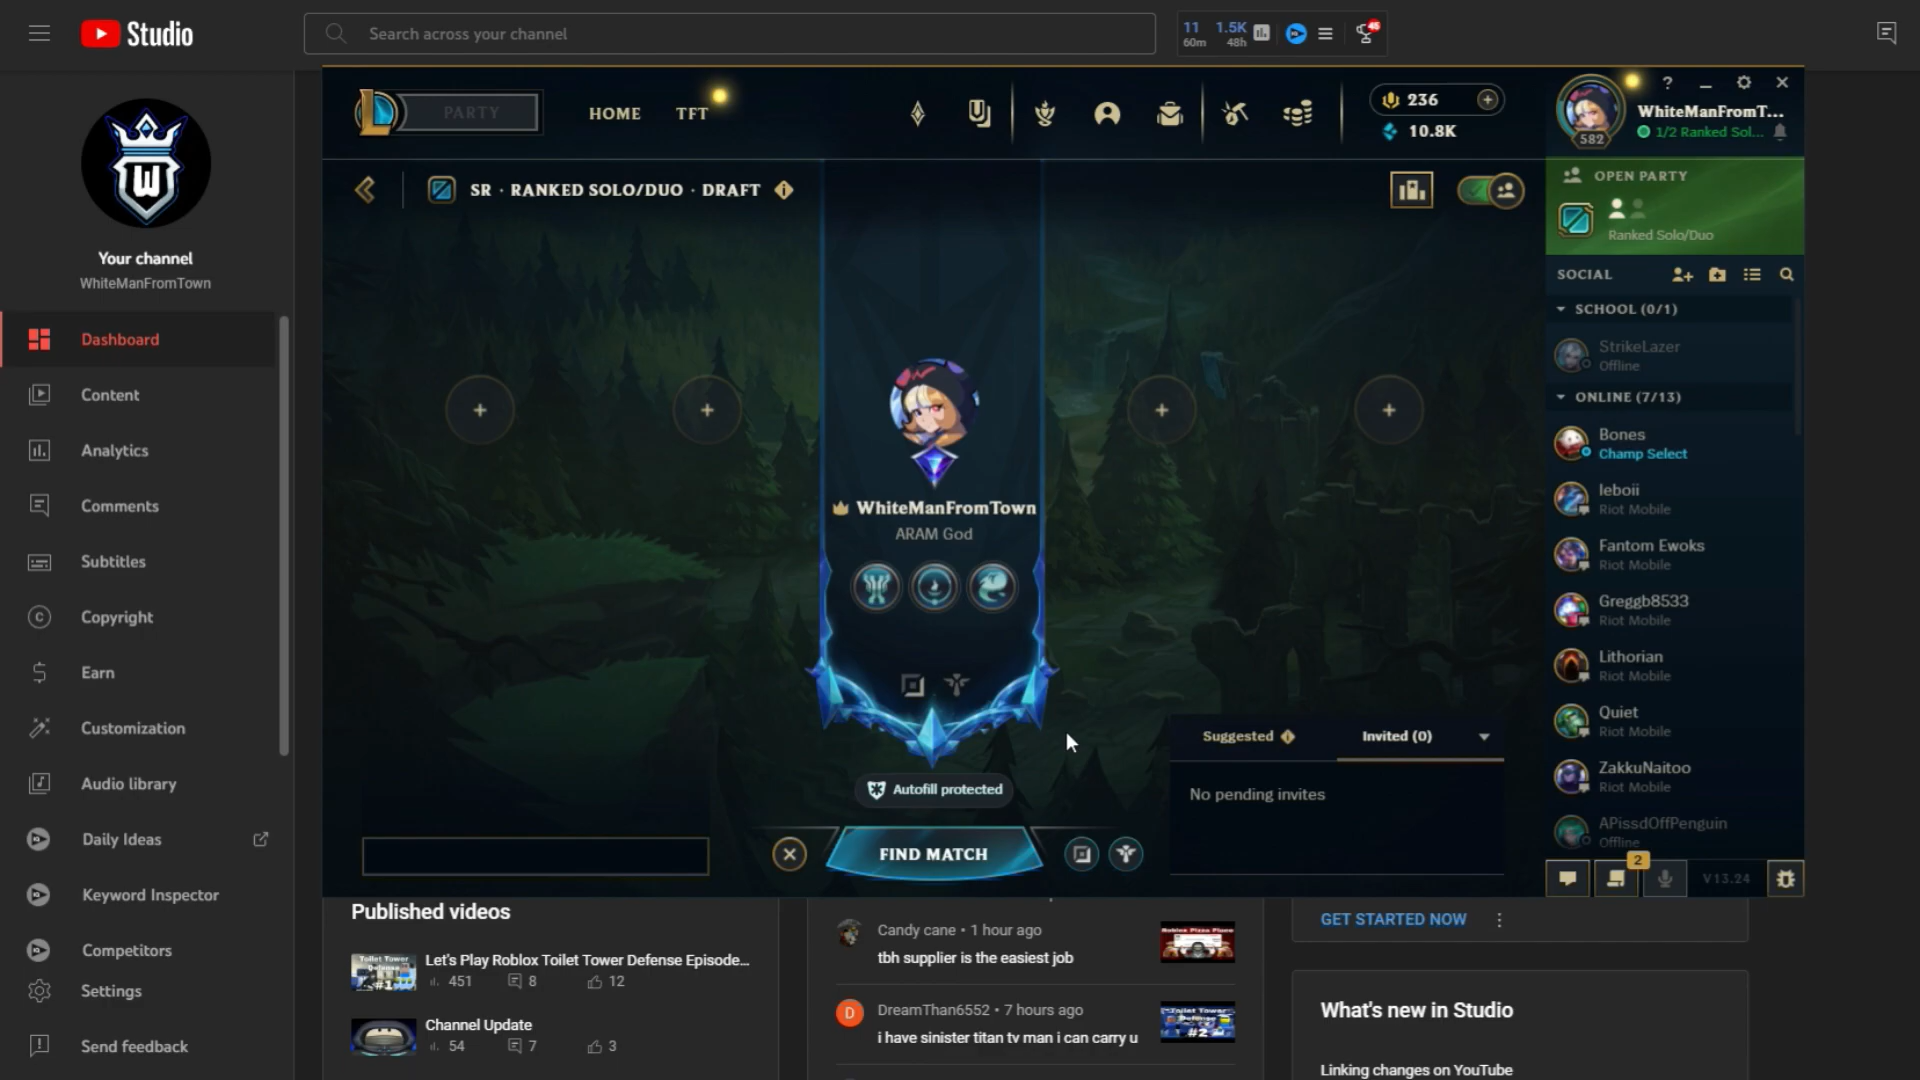 Studio
Search across your channel
11
60m
1.5K
48h
45
Your channel
WhiteManFromTown
Dashboard
Content
Analytics
Comments
Subtitles
Copyright
Earn
Customization
Audio library
Daily Ideas
Keyword Inspector
Competitors
Settings
Send feedback
PARTY
HOME
TFT
236
10.8K
?
582
WhiteManFromT...
1/2 Ranked Sol...
SR · RANKED SOLO/DUO · DRAFT
OPEN PARTY
Ranked Solo/Duo
SOCIAL
SCHOOL (0/1)
StrikeLazer
Offline
ONLINE (7/13)
Bones
Champ Select
leboii
Riot Mobile
Fantom Ewoks
Riot Mobile
Greggb8533
Riot Mobile
Lithorian
Riot Mobile
Quiet
Riot Mobile
ZakkuNaitoo
Riot Mobile
APissdOffPenguin
Offline
2
V13.24
WhiteManFromTown
ARAM God
Autofill protected
FIND MATCH
Suggested
Invited (0)
No pending invites
Published videos
Let's Play Roblox Toilet Tower Defense Episode...
451
8
12
Channel Update
54
7
3
Candy cane • 1 hour ago
tbh supplier is the easiest job
DreamThan6552 • 7 hours ago
D
i have sinister titan tv man i can carry u
GET STARTED NOW
What's new in Studio
Linking changes on YouTube